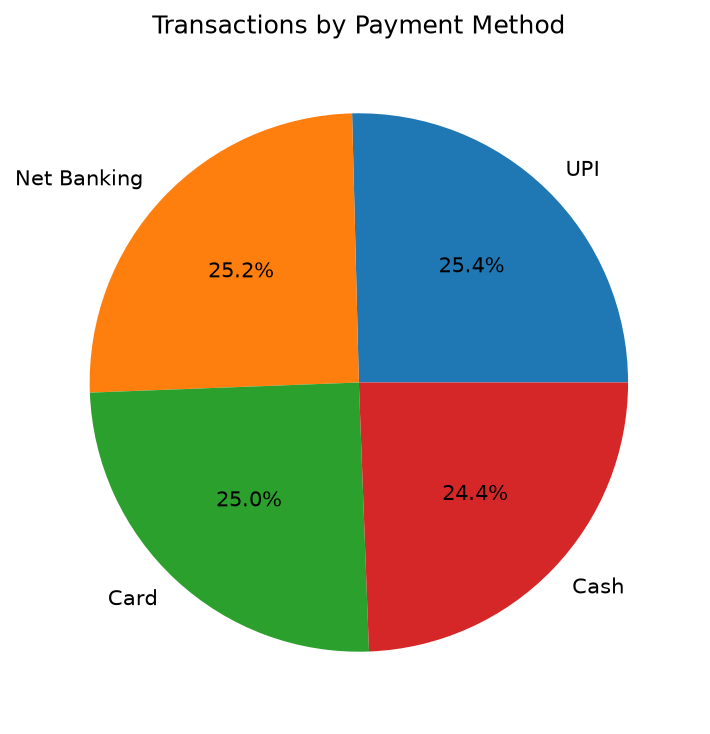 Transactions by Payment Method
UPI
Net Banking
25.4%
25.2%
24.4%
25.0%
Cash
Card